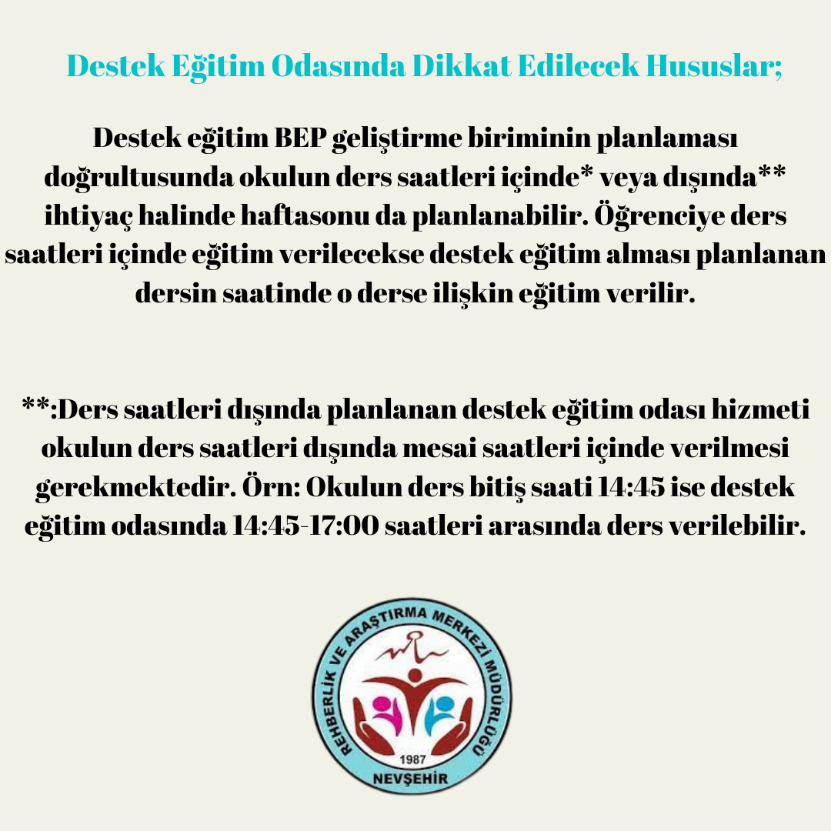 Destek Eğitim Odasında Dikkat Edilecek Hususlar;
Destek eğitim BEP geliştirme biriminin planlaması
doğrultusunda okulun ders saatleri içinde* veya dışında**
ihtiyaç halinde haftasonu da planlanabilir. Öğrenciye ders
saatleri içinde eğitim verilecekse destek eğitim alması planlanan
dersin saatinde o derse ilişkin eğitim verilir.
**:Ders saatleri dışında planlanan destek eğitim odası hizmeti
okulun ders saatleri dışında mesai saatleri içinde verilmesi
gerekmektedir. Örn: Okulun ders bitiş saati 14:45 ise destek
eğitim odasında 14:45-17:00 saatleri arasında ders verilebilir.
REHBERLİK VE ARAŞTIRMA MERKEZİ MÜDÜRLÜĞÜ
1987
NEVŞEHİR